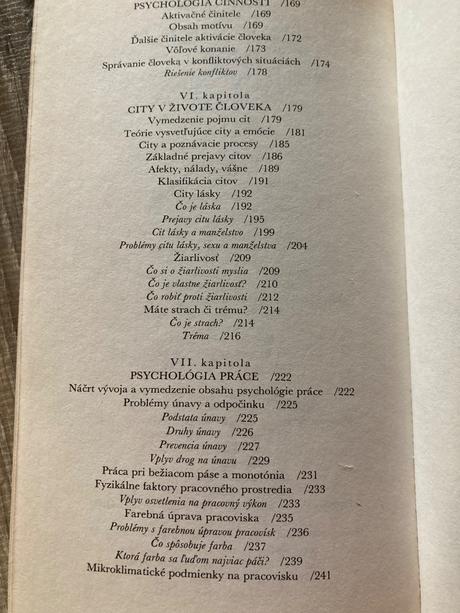 PSYCHOLÓGIA ČINNOSTI /169
Aktivačné činitele /169
Obsah motívu /169
Ďalšie činitele aktivácie človeka /172
Vôľové konanie /173
Správanie človeka v konfliktových situáciách /174
Riešenie konfliktov /178
VI. kapitola
CITY V ŽIVOTE ČLOVEKA /179
Vymedzenie pojmu cit /179
Teórie vysvetľujúce city a emócie /181
City a poznávacie procesy /185
Základné prejavy citov /186
Afekty, nálady, vášne /189
Klasifikácia citov /191
City lásky /192
Čo je láska /192
Prejavy citu lásky /195
Cit lásky a manželstvo /199
Problémy citu lásky, sexu a manželstva /204
Žiarlivosť /209
Čo si o žiarlivosti myslia /209
Čo je vlastne žiarlivosť? /210
Čo robiť proti žiarlivosti /212
Máte strach či trému? /214
Čo je strach? /214
Tréma /216
VII. kapitola
PSYCHOLÓGIA PRÁCE /222
Náčrt vývoja a vymedzenie obsahu psychológie práce /222
Problémy únavy a odpočinku /225
Podstata únavy /225
Druhy únavy /226
Prevencia únavy /227
Vplyv drog na únavu /229
Práca pri bežiacom páse a monotónia /231
Fyzikálne faktory pracovného prostredia /233
Vplyv osvetlenia na pracovný výkon /233
Farebná úprava pracoviska /235
Problémy s farebnou úpravou pracovísk /236
Čo spôsobuje farba /237
Ktorá farba sa ľuďom najviac páči? /239
Mikroklimatické podmienky na pracovisku /241